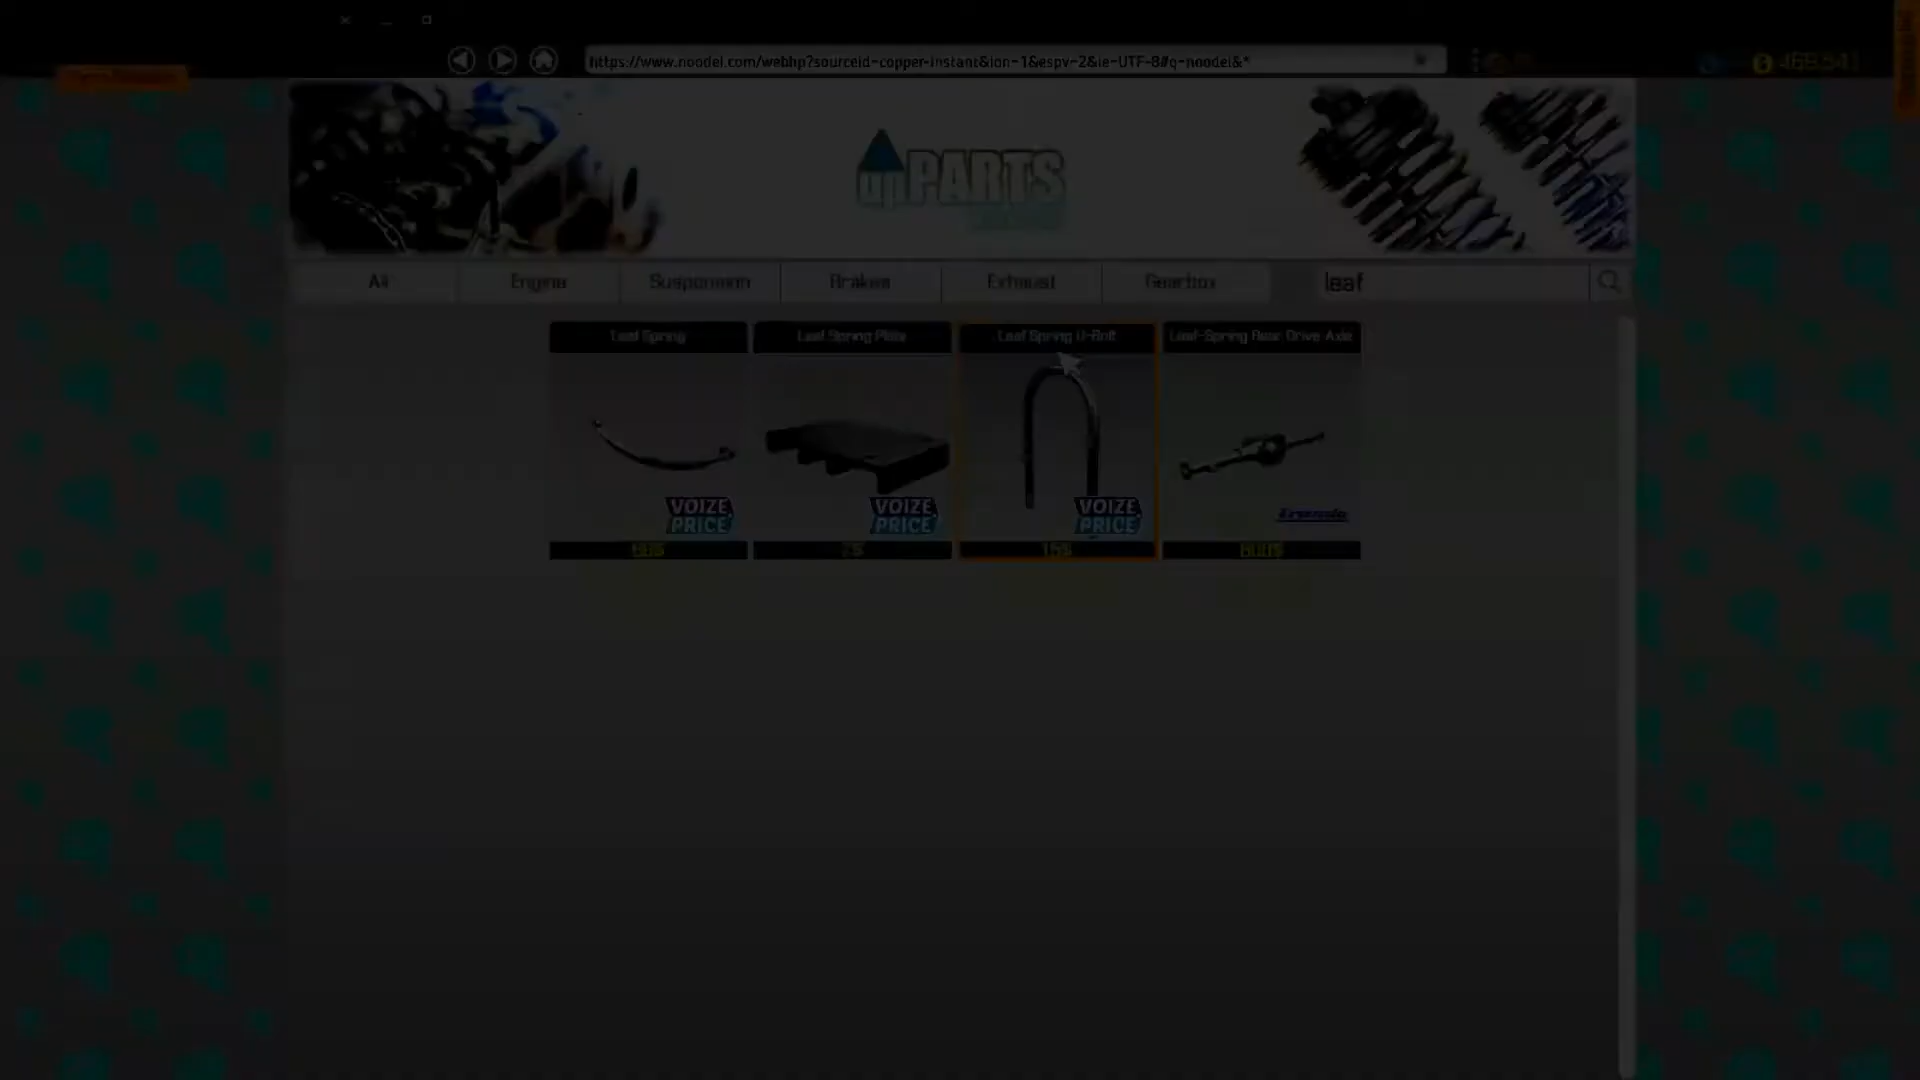 https://www.noodel.com/webhp?sourceid-copper-instant&ion-1&espv-2&ie-UTF-8#q-noodel&*
upPARTS
All
Engine
Suspension
Brakes
Exhaust
Gearbox
leaf
Leaf Spring
Leaf Spring Plate
Leaf Spring U-Bolt
Leaf-Spring Rear Drive Axle
VOIZE
PRICE
VOIZE
PRICE
VOIZE
PRICE
15$